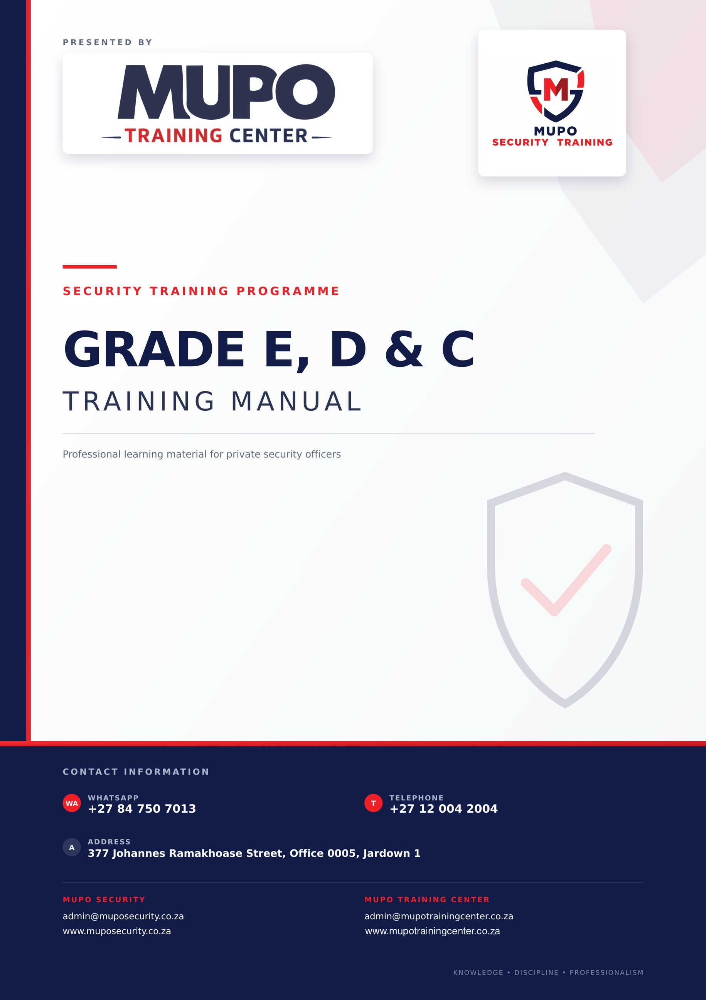 PRESENTED BY
MUPO
TRAINING CENTER
M
MUPO
SECURITY TRAINING
SECURITY TRAINING PROGRAMME
GRADE E, D & C
TRAINING MANUAL
Professional learning material for private security officers
CONTACT INFORMATION
WA
WHATSAPP
+27 84 750 7013
T
TELEPHONE
+27 12 004 2004
A
ADDRESS
377 Johannes Ramakhoase Street, Office 0005, Jardown 1
MUPO SECURITY
admin@muposecurity.co.za
www.muposecurity.co.za
MUPO TRAINING CENTER
admin@mupotrainingcenter.co.za
www.mupotrainingcenter.co.za
KNOWLEDGE • DISCIPLINE • PROFESSIONALISM